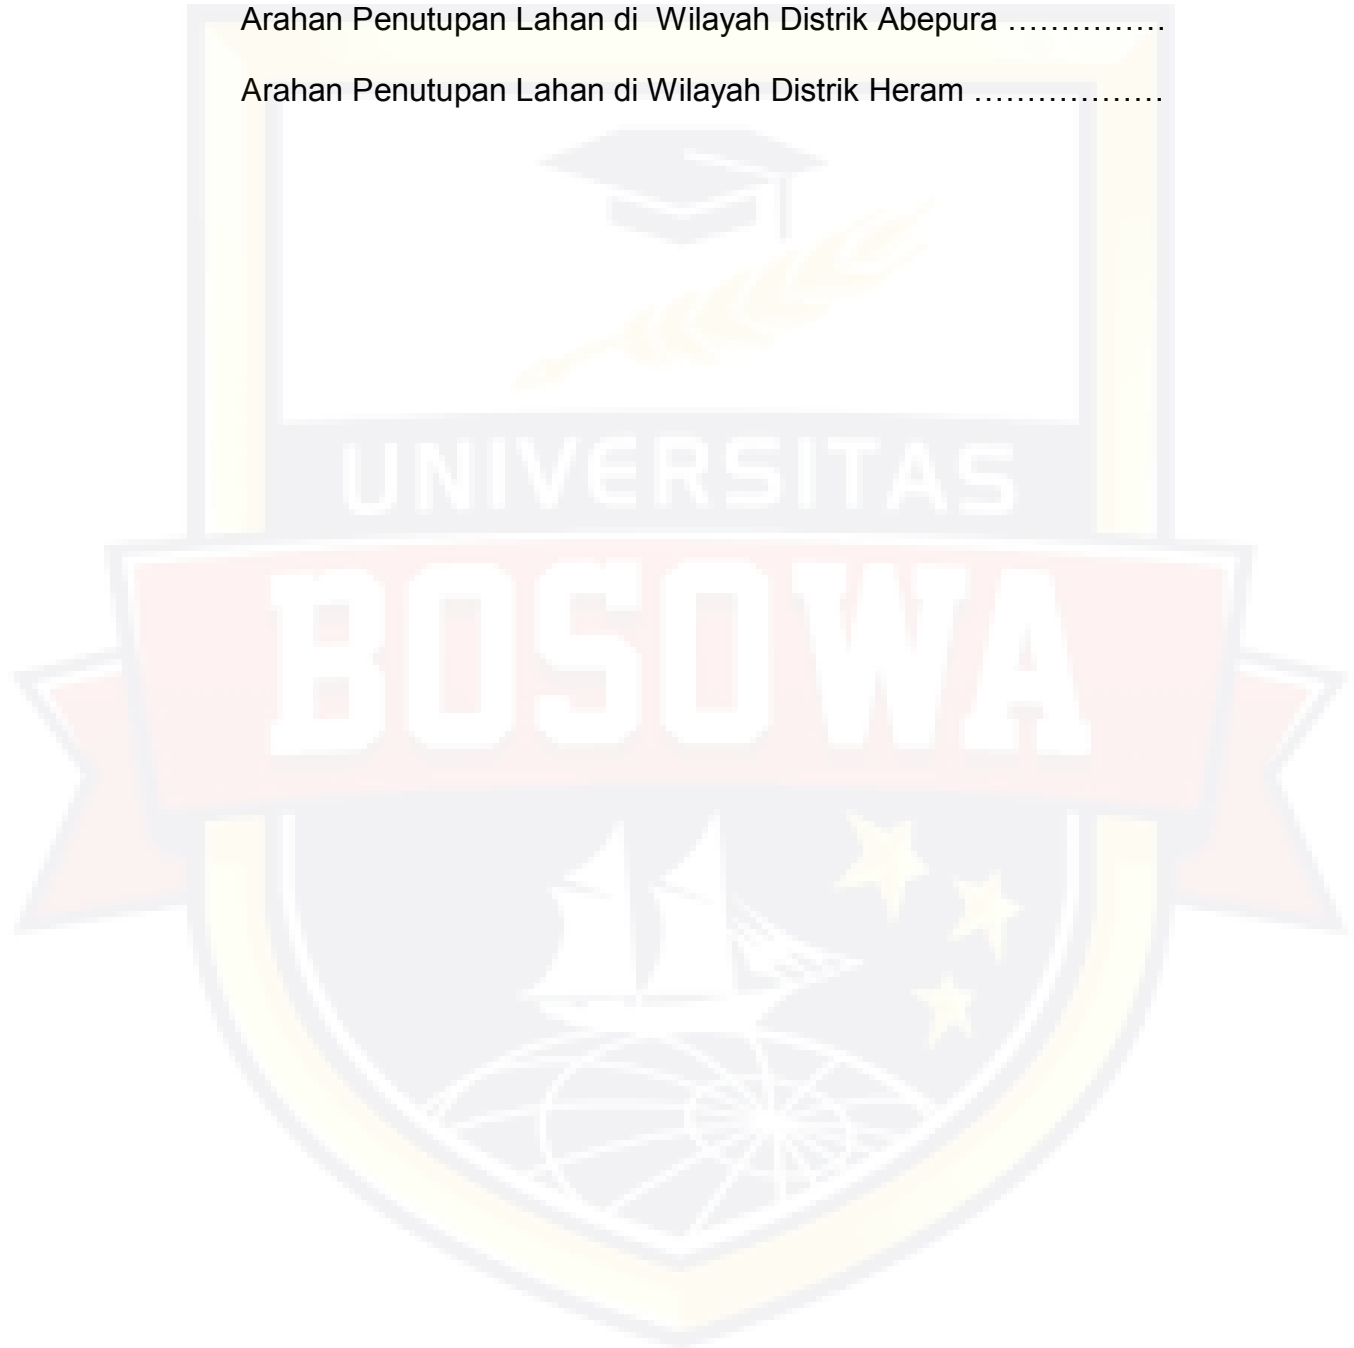 Arahan Penutupan Lahan di  Wilayah Distrik Abepura ……………
Arahan Penutupan Lahan di Wilayah Distrik Heram ………………
UNIVERSITAS
BOSOWA